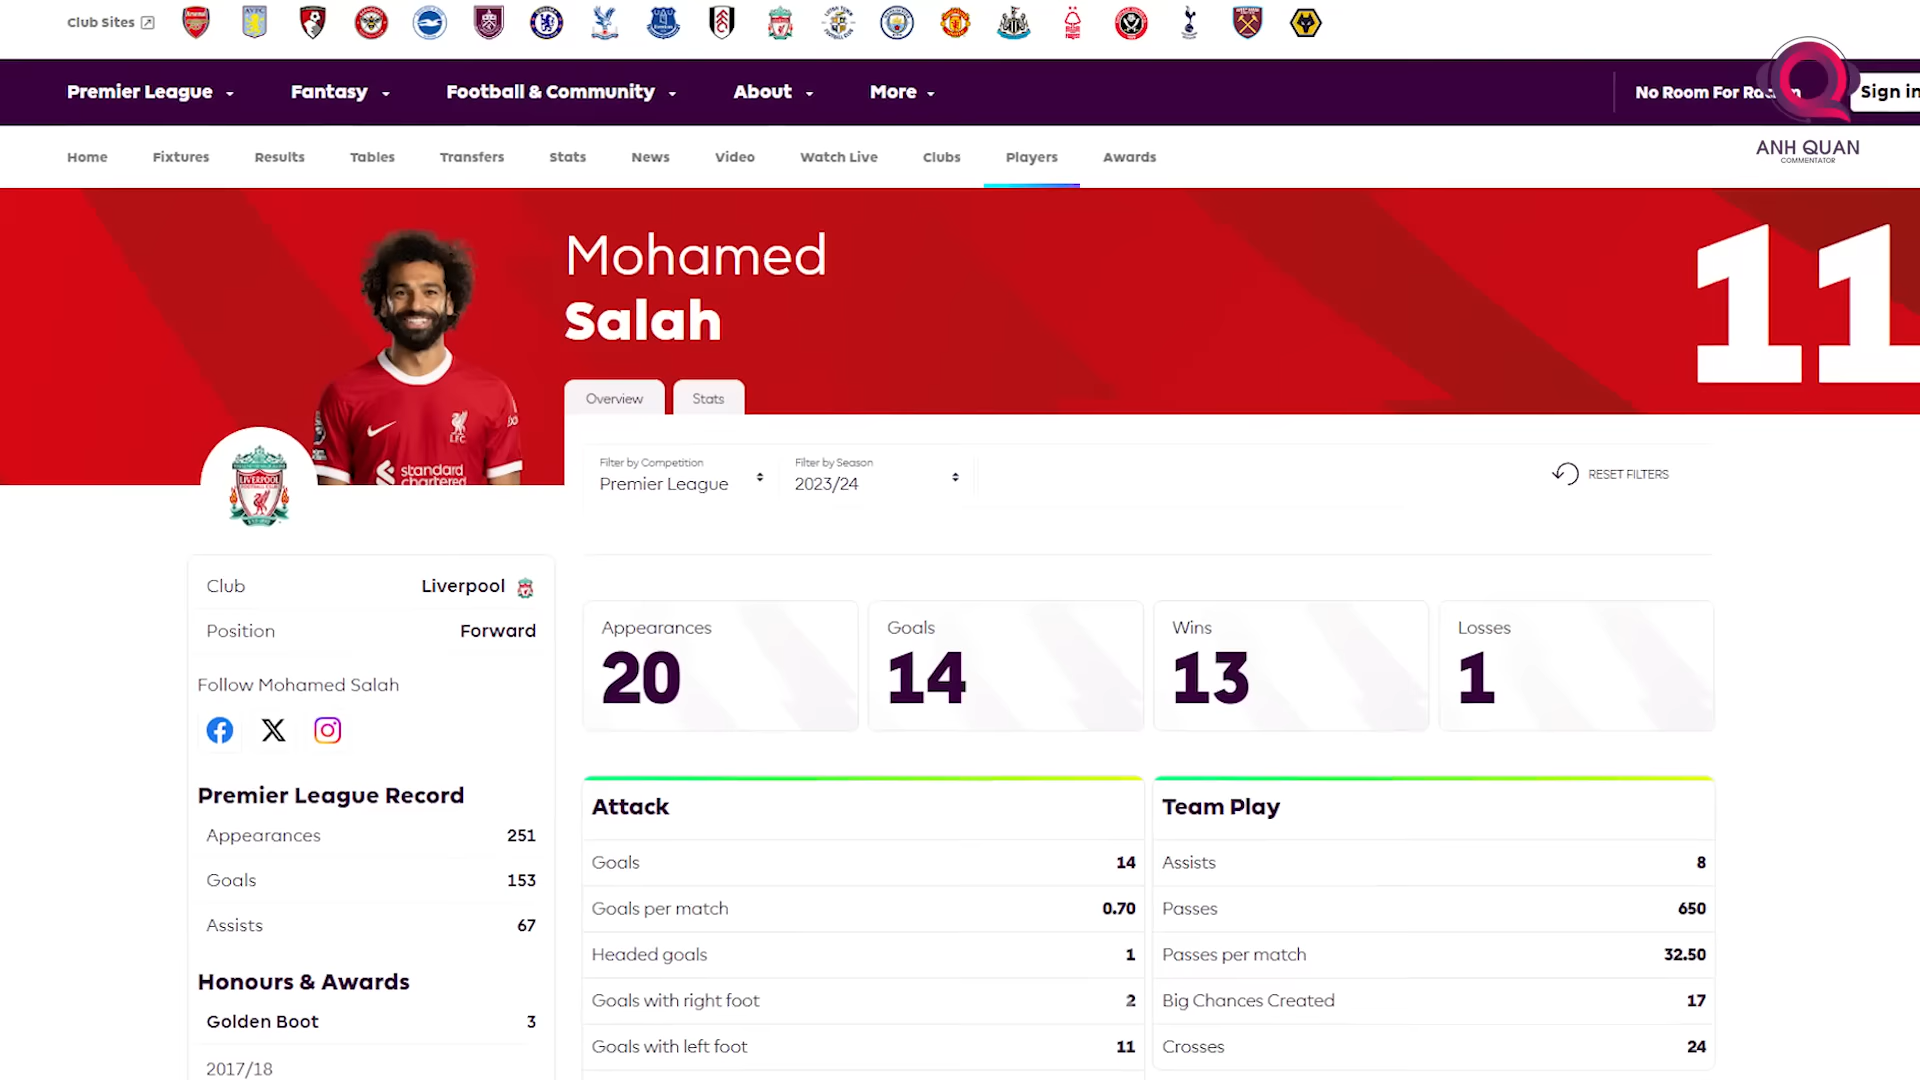 Club Sites
Premier League
Fantasy
Football & Community
About
More
No Room For
Sign in
Home
Fixtures
Results
Tables
Transfers
Stats
News
Video
Watch Live
Clubs
Players
Awards
ANH QUAN
COMMENTATOR
Mohamed
Salah
11
Overview
Stats
standard
chartered
LIVERPOOL
Filter by Competition
Premier League
Filter by Season
2023/24
RESET FILTERS
Club Liverpool
Position Forward
Follow Mohamed Salah
Premier League Record
Appearances 251
Goals 153
Assists 67
Honours & Awards
Golden Boot 3
2017/18
Appearances
20
Goals
14
Wins
13
Losses
1
Attack
Goals 14
Goals per match 0.70
Headed goals 1
Goals with right foot 2
Goals with left foot 11
Team Play
Assists 8
Passes 650
Passes per match 32.50
Big Chances Created 17
Crosses 24